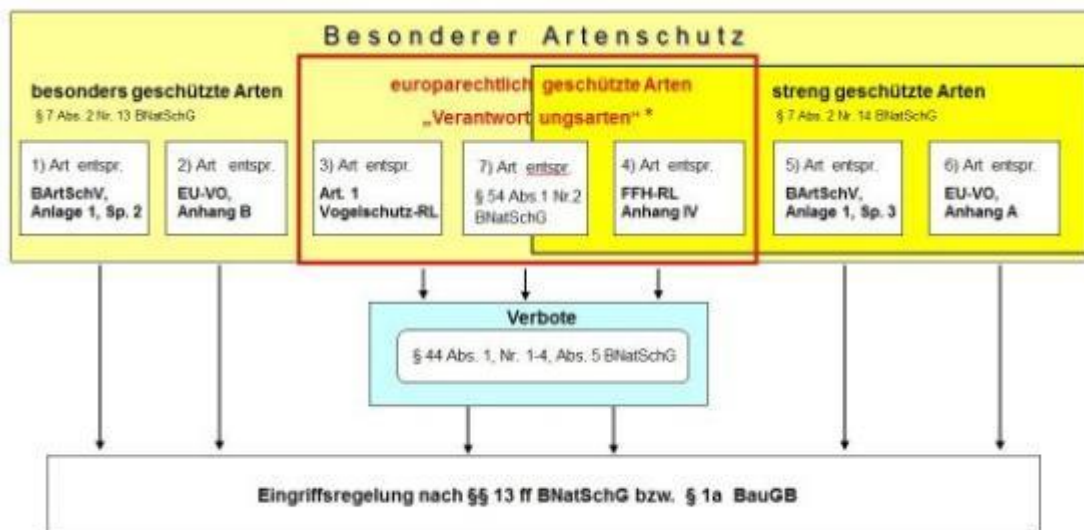 Besonderer Artenschutz
besonders geschützte Arten
§ 7 Abs. 2 Nr. 13 BNatSchG
europarechtlich geschützte Arten
„Verantwort ungsarten" *
streng geschützte Arten
§ 7 Abs. 2 Nr. 14 BNatSchG
1) Art entspr.
BArtSchV,
Anlage 1, Sp. 2
2) Art entspr.
EU-VO,
Anhang B
3) Art entspr.
Art. 1
Vogelschutz-RL
7) Art entspr.
§ 54 Abs.1 Nr.2
BNatSchG
4) Art entspr.
FFH-RL
Anhang IV
5) Art entspr.
BArtSchV,
Anlage 1, Sp. 3
6) Art entspr.
EU-VO,
Anhang A
Verbote
§ 44 Abs. 1, Nr. 1-4, Abs. 5 BNatSchG
Eingriffsregelung nach §§ 13 ff BNatSchG bzw. § 1a BauGB